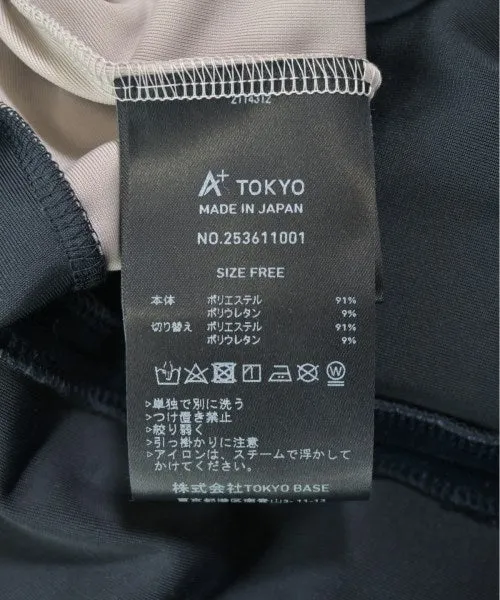 2114312
A+ TOKYO
MADE IN JAPAN
NO.253611001
SIZE FREE
本体 ポリエステル 91%
ポリウレタン 9%
切り替え ポリエステル 91%
ポリウレタン 9%
>単独で別に洗う
>つけ置き禁止
>絞り弱く
>引っ掛かりに注意
>アイロンは、スチームで浮かして
かけてください。
株式会社TOKYO BASE